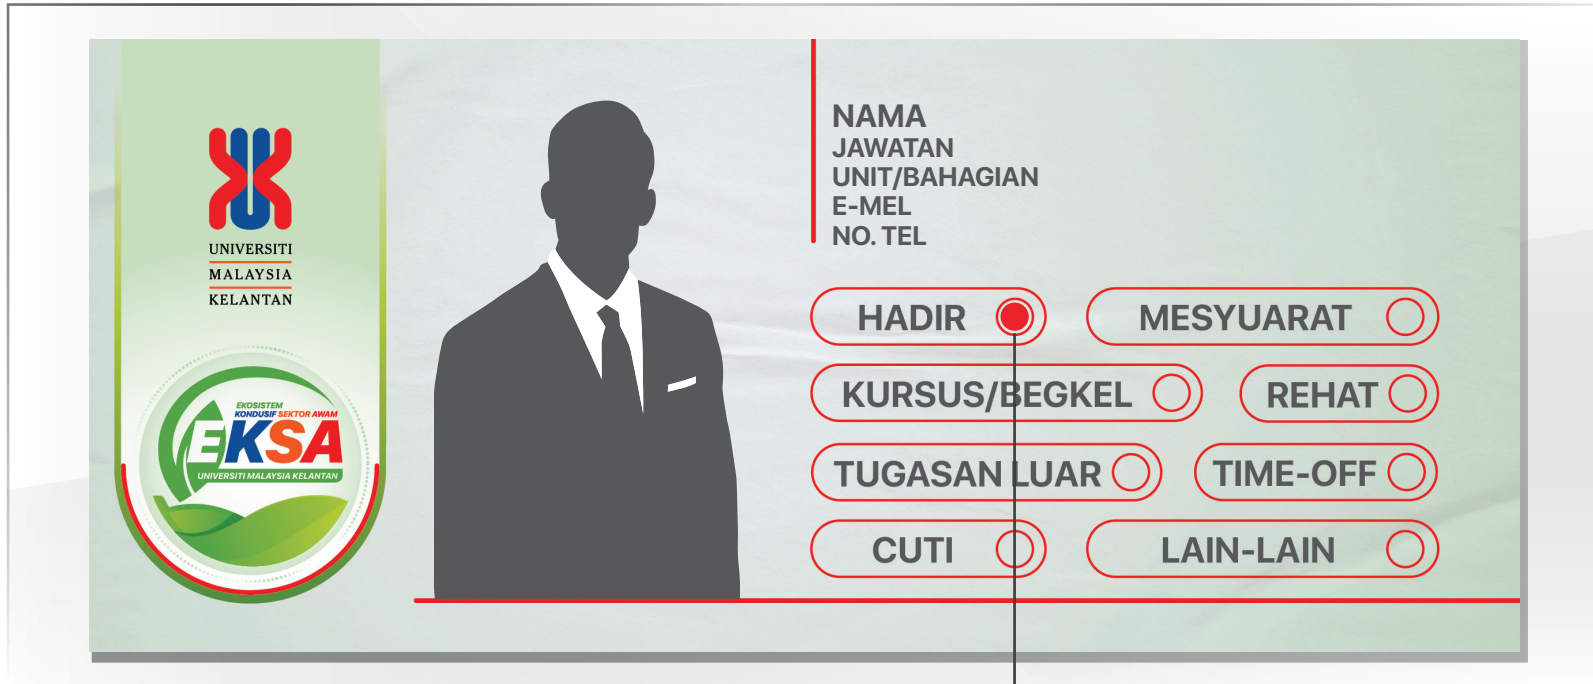 UNIVERSITI
MALAYSIA
KELANTAN
EKOSISTEM
KONDUSIF SEKTOR AWAM
EKSA
UNIVERSITI MALAYSIA KELANTAN
NAMA
JAWATAN
UNIT/BAHAGIAN
E-MEL
NO. TEL
HADIR
MESYUARAT
KURSUS/BEGKEL
REHAT
TUGASAN LUAR
TIME-OFF
CUTI
LAIN-LAIN